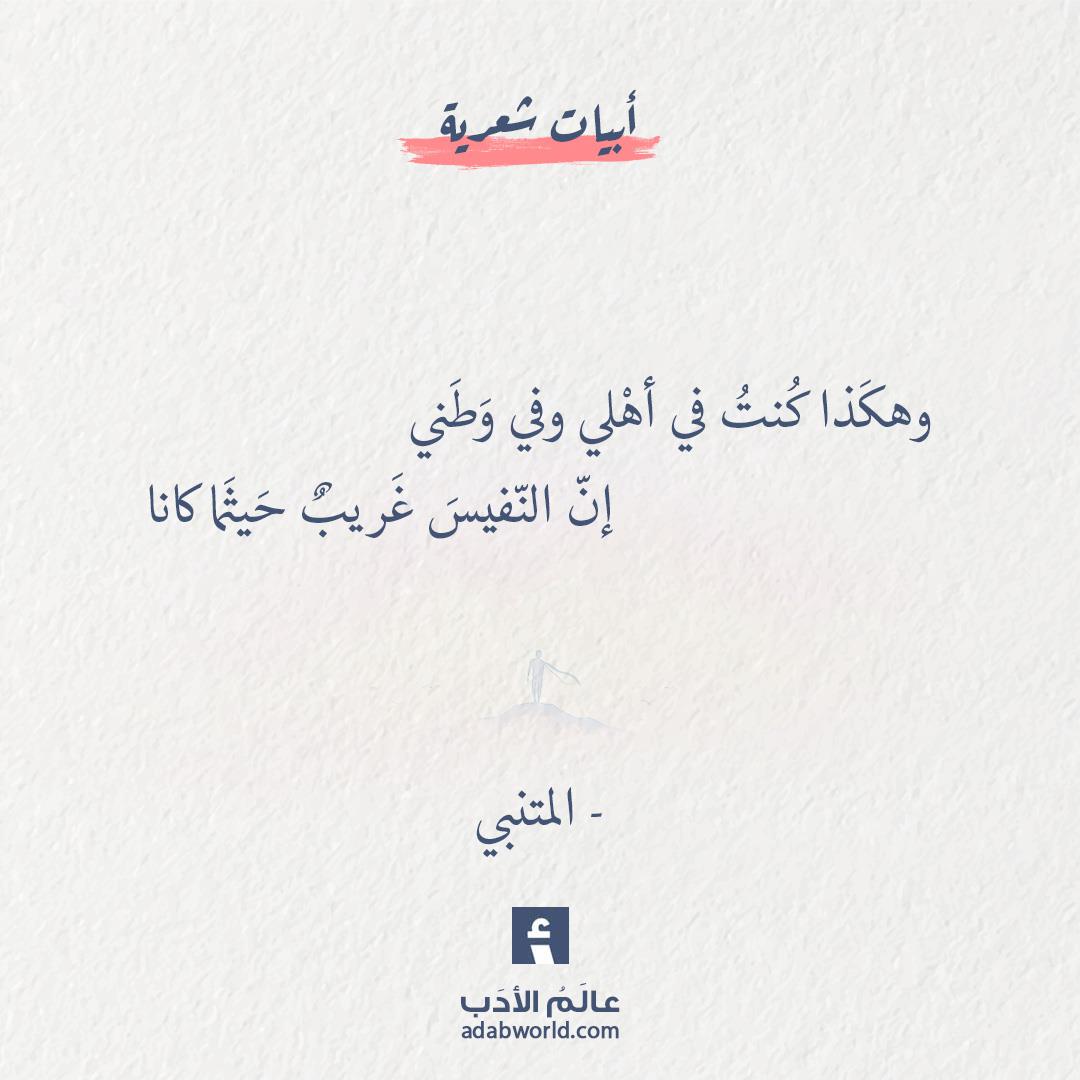 أبيات شعرية
وهكَذا كُنتُ في أهْلي وفي وَطَني
إنّ النّفيسَ غَريبٌ حَيثَما كانا
- المتنبي
أ
عالَمُ الأدَب
adabworld.com